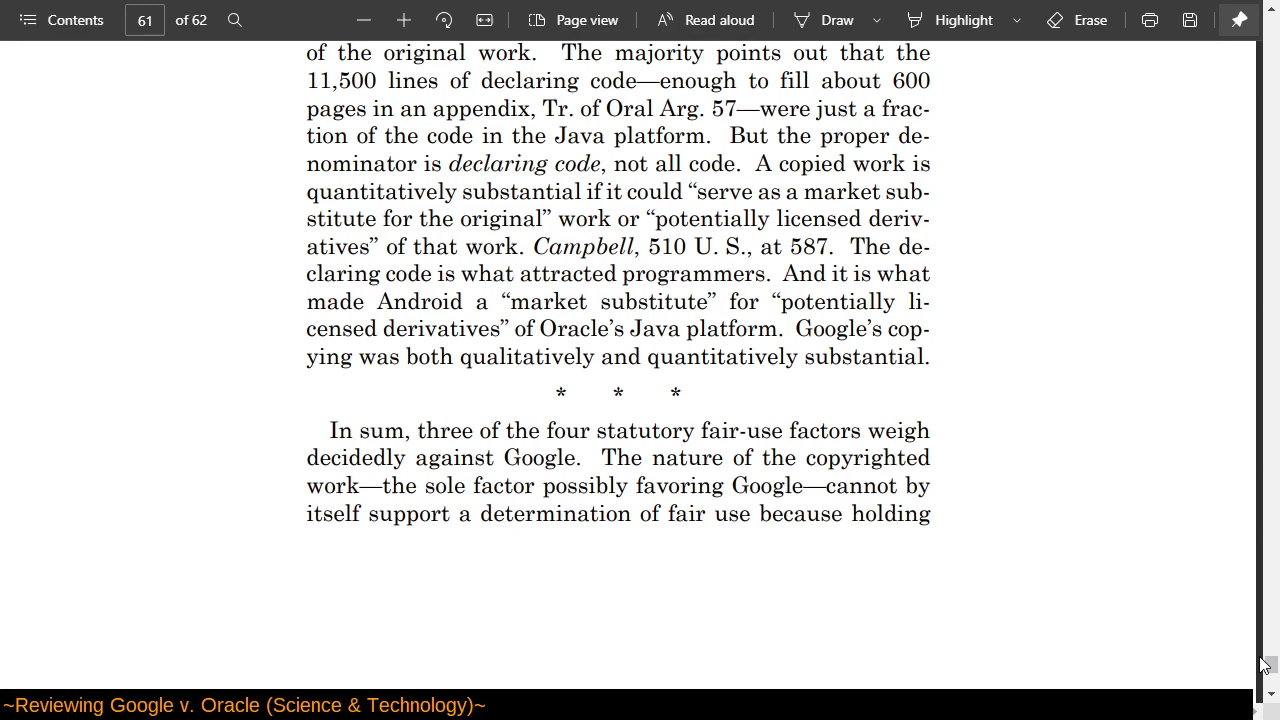 Contents 61 of 62 Page view Read aloud Draw Highlight Erase
of the original work. The majority points out that the
11,500 lines of declaring code—enough to fill about 600
pages in an appendix, Tr. of Oral Arg. 57—were just a frac-
tion of the code in the Java platform. But the proper de-
nominator is declaring code, not all code. A copied work is
quantitatively substantial if it could “serve as a market sub-
stitute for the original” work or “potentially licensed deriv-
atives” of that work. Campbell, 510 U. S., at 587. The de-
claring code is what attracted programmers. And it is what
made Android a “market substitute” for “potentially li-
censed derivatives” of Oracle’s Java platform. Google’s cop-
ying was both qualitatively and quantitatively substantial.
* * *
In sum, three of the four statutory fair-use factors weigh
decidedly against Google. The nature of the copyrighted
work—the sole factor possibly favoring Google—cannot by
itself support a determination of fair use because holding
~Reviewing Google v. Oracle (Science & Technology)~